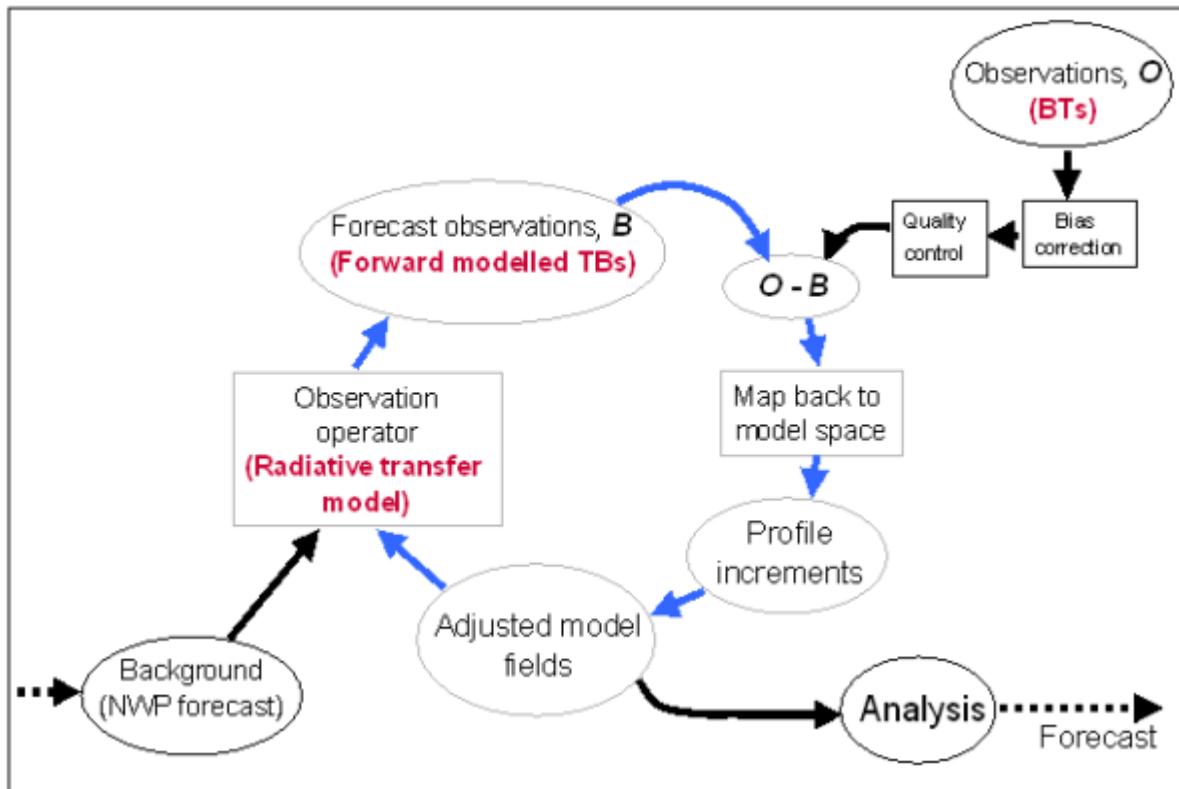 Observations, O
(BTs)
Forecast observations, B
(Forward modelled TBs)
Quality
control
Bias
correction
O - B
Observation
operator
(Radiative transfer
model)
Map back to
model space
Profile
increments
Adjusted model
fields
Background
(NWP forecast)
Analysis
Forecast